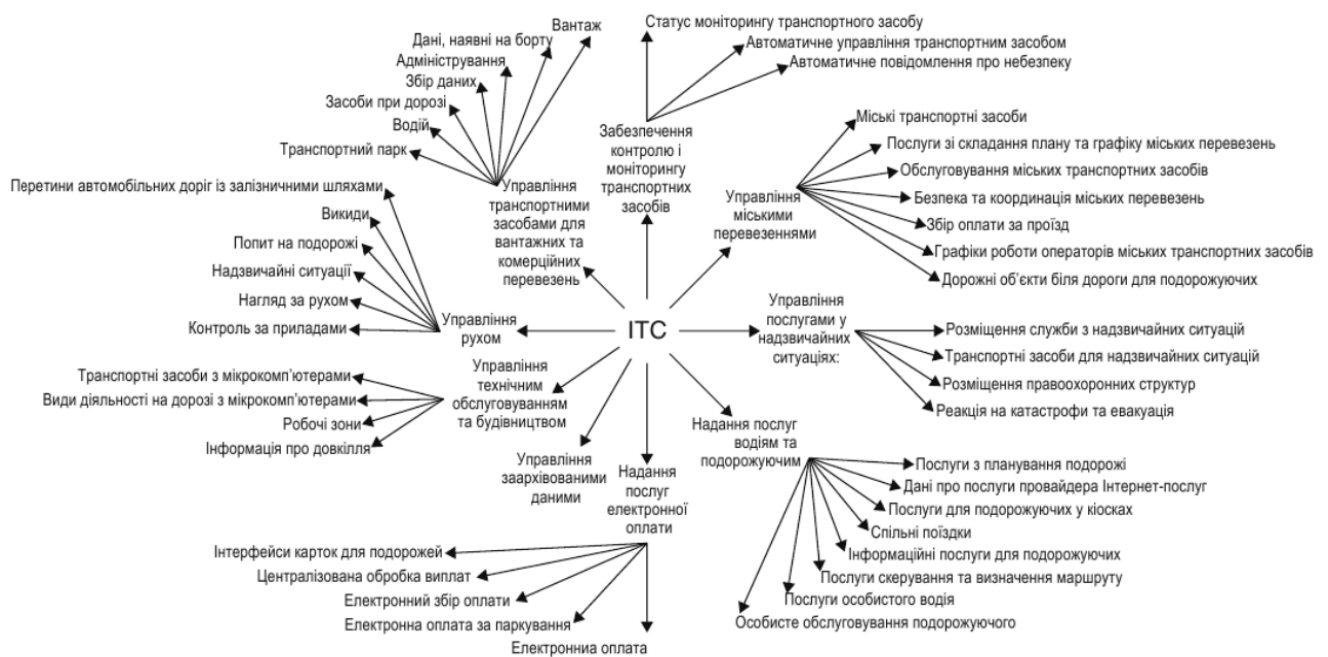 Вантаж
Дані, наявні на борту
Адміністрування
Збір даних
Засоби при дорозі
Водій
Транспортний парк
Управління
транспортними
засобами для
вантажних та
комерційних
перевезень
Статус моніторингу транспортного засобу
Автоматичне управління транспортним засобом
Автоматичне повідомлення про небезпеку
Забезпечення
контролю і
моніторингу
транспортних
засобів
Міські транспортні засоби
Послуги зі складання плану та графіку міських перевезень
Обслуговування міських транспортних засобів
Безпека та координація міських перевезень
Збір оплати за проїзд
Графіки роботи операторів міських транспортних засобів
Дорожні об’єкти біля дороги для подорожуючих
Управління
міськими
перевезеннями
Перетини автомобільних доріг із залізничними шляхами
Викиди
Попит на подорожі
Надзвичайні ситуації
Нагляд за рухом
Контроль за приладами
Управління
рухом
ІТС
Управління
послугами у
надзвичайних
ситуаціях:
Розміщення служби з надзвичайних ситуацій
Транспортні засоби для надзвичайних ситуацій
Розміщення правоохоронних структур
Реакція на катастрофи та евакуація
Транспортні засоби з мікрокомп’ютерами
Види діяльності на дорозі з мікрокомп’ютерами
Робочі зони
Інформація про довкілля
Управління
технічним
обслуговуванням
та будівництвом
Управління
заархівованими
даними
Надання
послуг
електронної
оплати
Надання послуг
водіям та
подорожуючим
Послуги з планування подорожі
Дані про послуги провайдера Інтернет-послуг
Послуги для подорожуючих у кіосках
Спільні поїздки
Інформаційні послуги для подорожуючих
Послуги скерування та визначення маршруту
Послуги особистого водія
Особисте обслуговування подорожуючого
Інтерфейси карток для подорожей
Централізована обробка виплат
Електронний збір оплати
Електронна оплата за паркування
Електрониа оплата